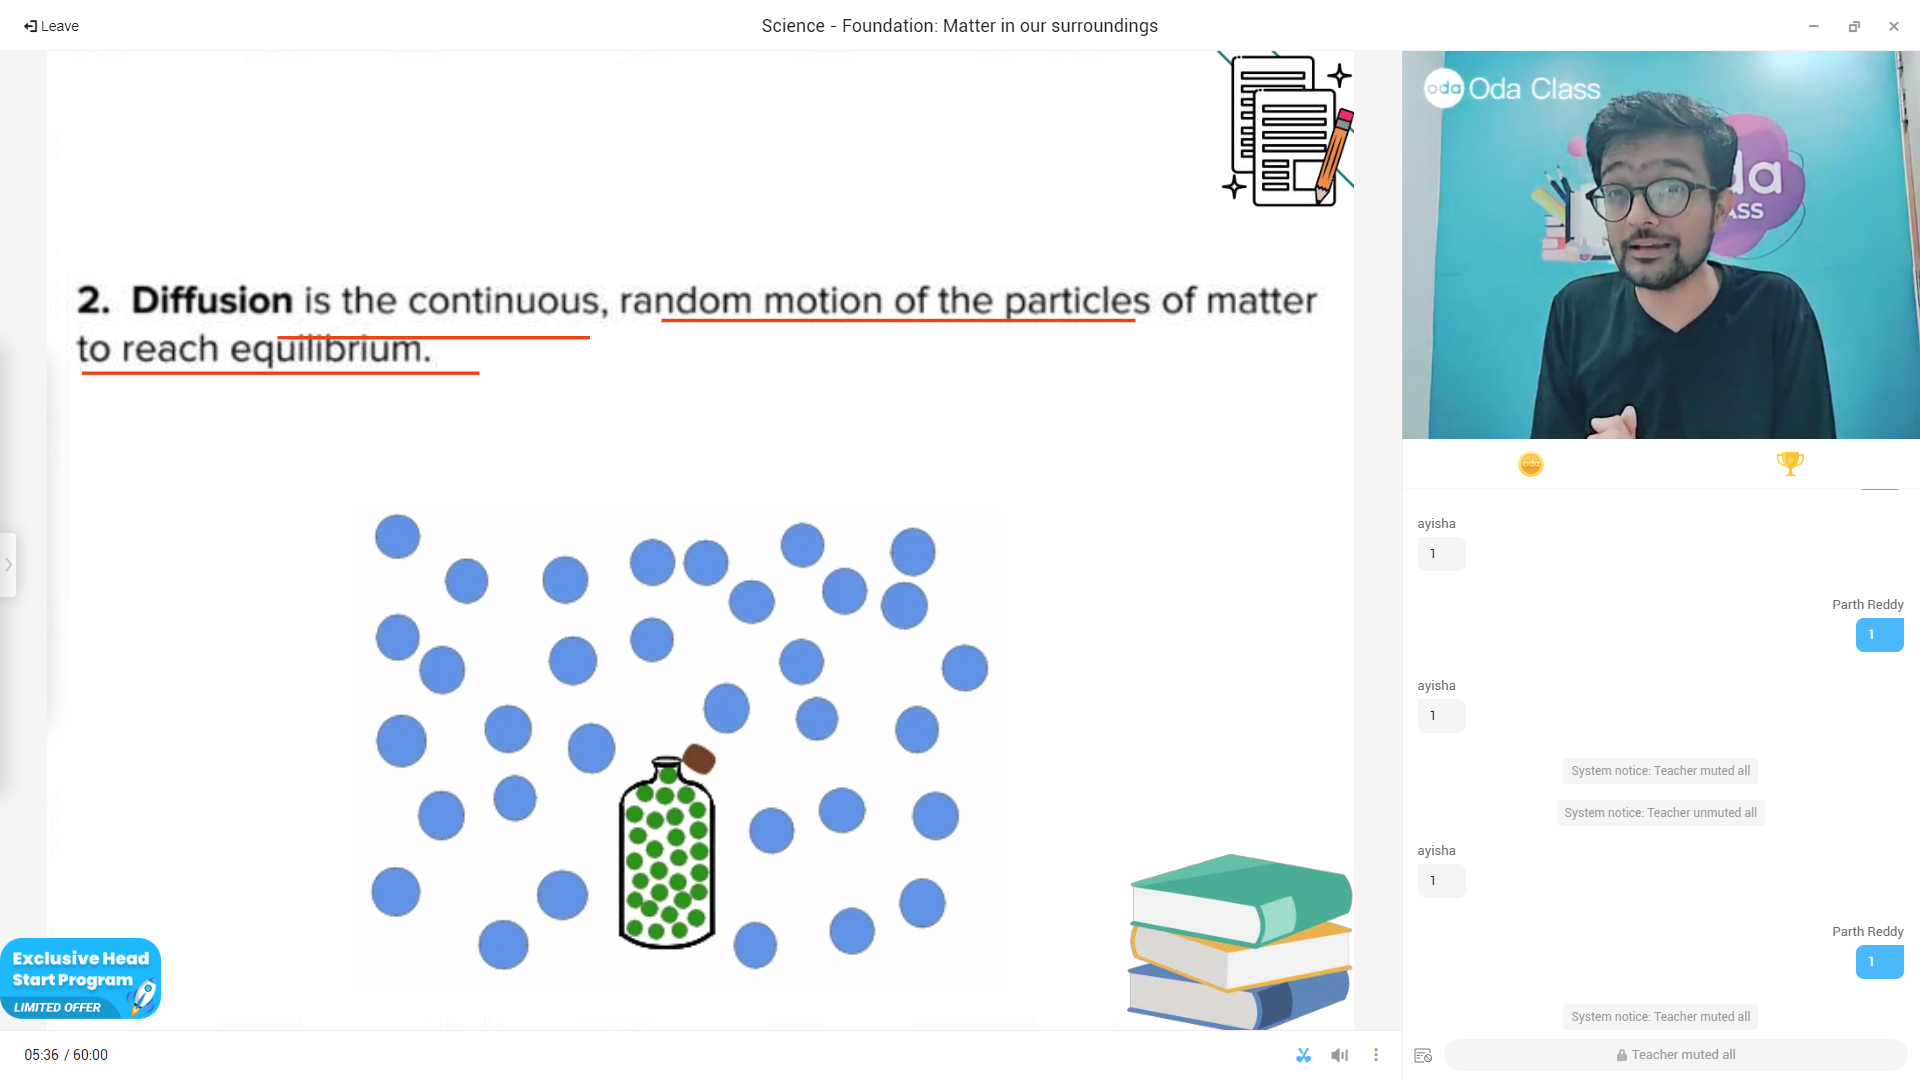 Leave
Science - Foundation: Matter in our surroundings
2. Diffusion is the continuous, random motion of the particles of matter
to reach equilibrium.
Exclusive Head
Start Program
LIMITED OFFER
05:36 / 60:00
oda Oda Class
da
ASS
oda
ayisha
1
Parth Reddy
1
ayisha
1
System notice: Teacher muted all
System notice: Teacher unmuted all
ayisha
1
Parth Reddy
1
System notice: Teacher muted all
Teacher muted all